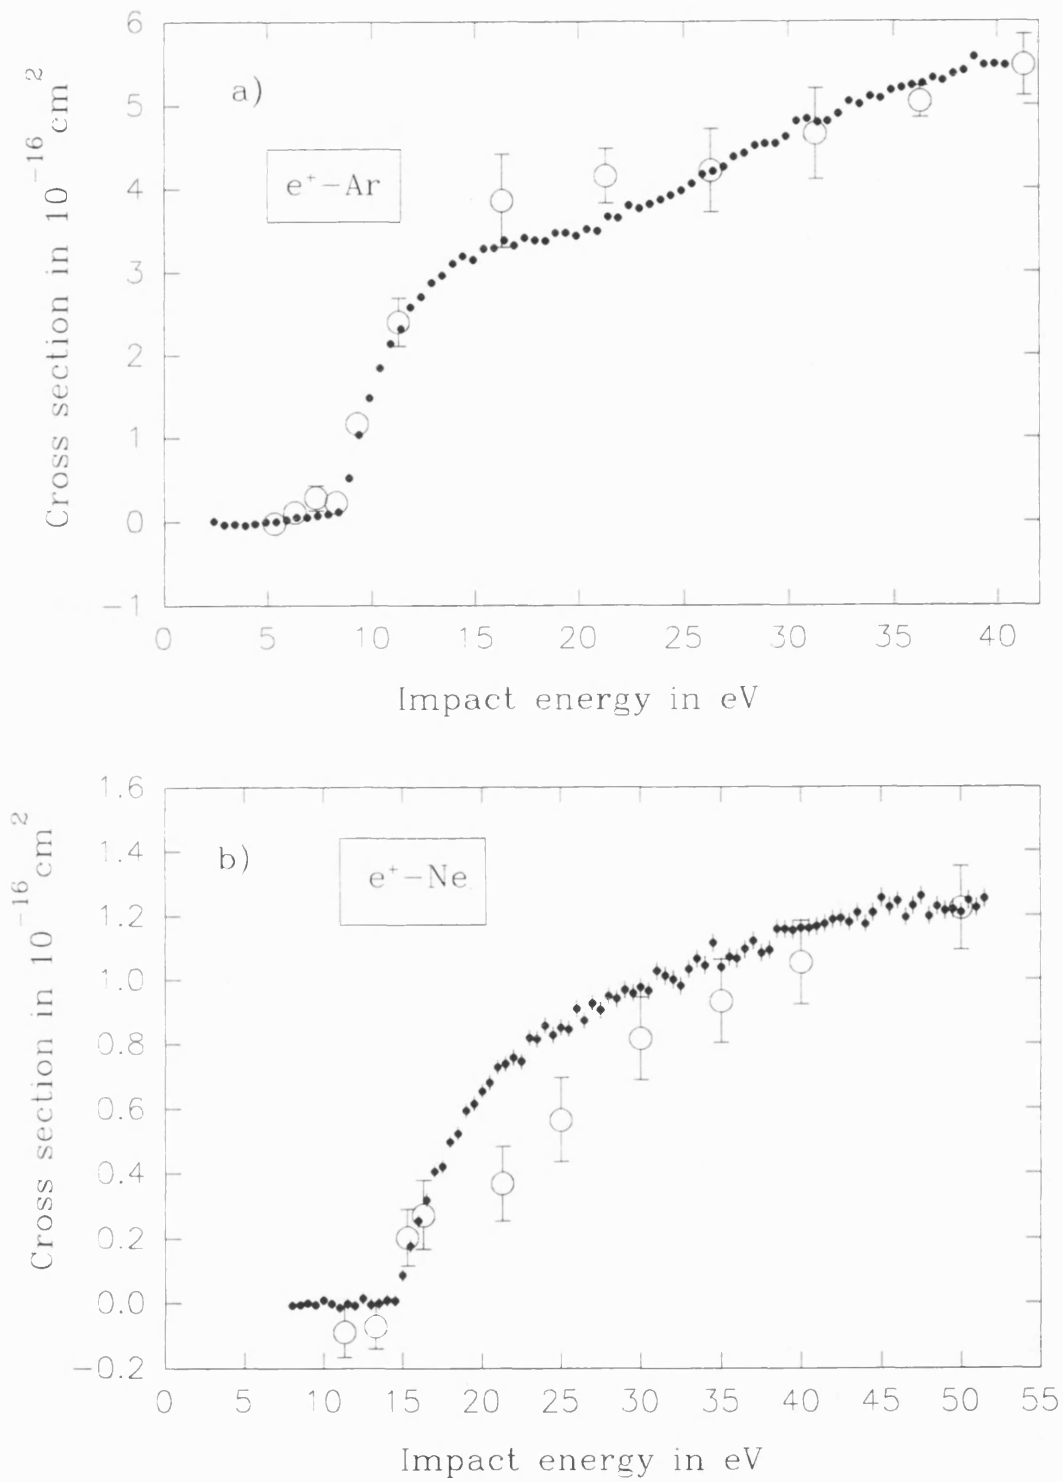 6
5
4
3
2
1
0
−1
Cross section in 10⁻¹⁶ cm²
a)
e⁺−Ar
0 5 10 15 20 25 30 35 40
Impact energy in eV
1.6
1.4
1.2
1.0
0.8
0.6
0.4
0.2
0.0
−0.2
Cross section in 10⁻¹⁶ cm²
b)
e⁺−Ne
0 5 10 15 20 25 30 35 40 45 50 55
Impact energy in eV